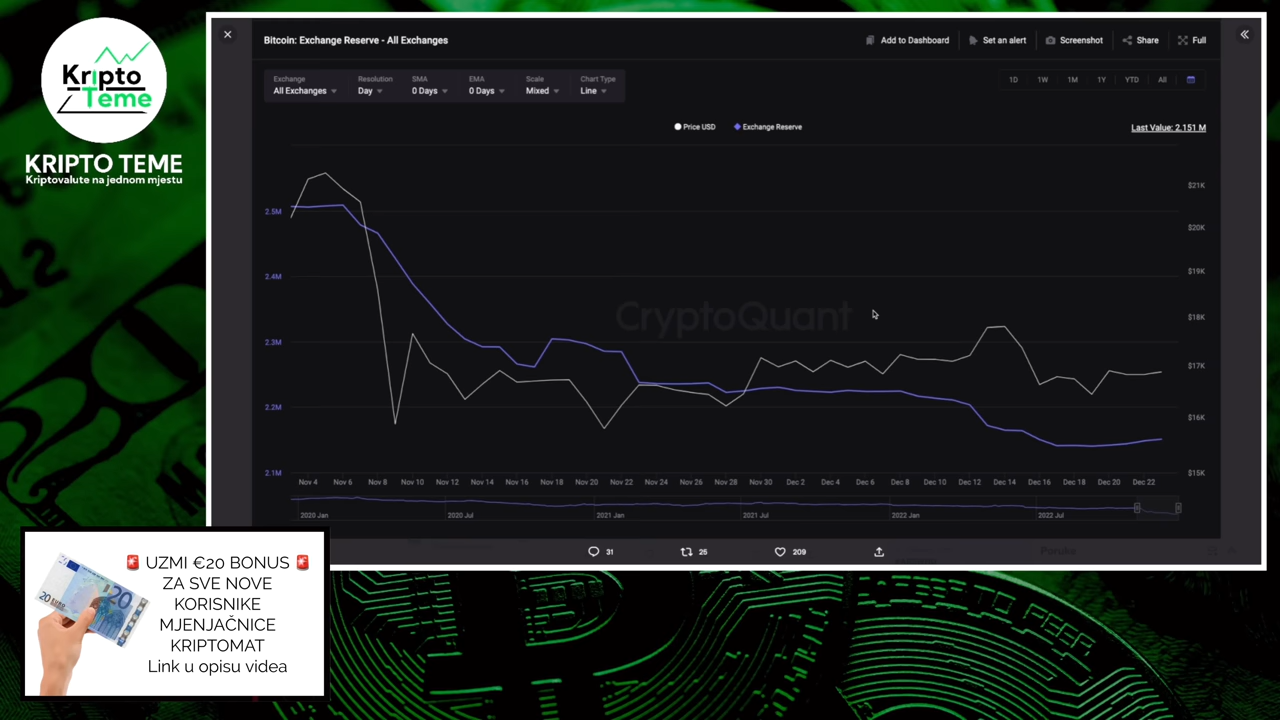 Kripto
Teme
KRIPTO TEME
Kriptovalute na jednom mjestu
Bitcoin: Exchange Reserve - All Exchanges
Add to Dashboard
Set an alert
Screenshot
Share
Full
Exchange
All Exchanges
Resolution
Day
SMA
0 Days
EMA
0 Days
Scale
Mixed
Chart Type
Line
1D 1W 1M 1Y YTD All
Price USD
Exchange Reserve
Last Value: 2.151 M
2.5M
2.4M
2.3M
2.2M
2.1M
CryptoQuant
$21K
$20K
$19K
$18K
$17K
$16K
$15K
Nov 4 Nov 6 Nov 8 Nov 10 Nov 12 Nov 14 Nov 16 Nov 18 Nov 20 Nov 22 Nov 24 Nov 26 Nov 28 Nov 30 Dec 2 Dec 4 Dec 6 Dec 8 Dec 10 Dec 12 Dec 14 Dec 16 Dec 18 Dec 20 Dec 22
2020 Jan 2020 Jul 2021 Jan 2021 Jul 2022 Jan 2022 Jul
31 25 209
Poruke
🚨 UZMI €20 BONUS 🚨
ZA SVE NOVE
KORISNIKE
MJENJAČNICE
KRIPTOMAT
Link u opisu videa
20 EURO
20